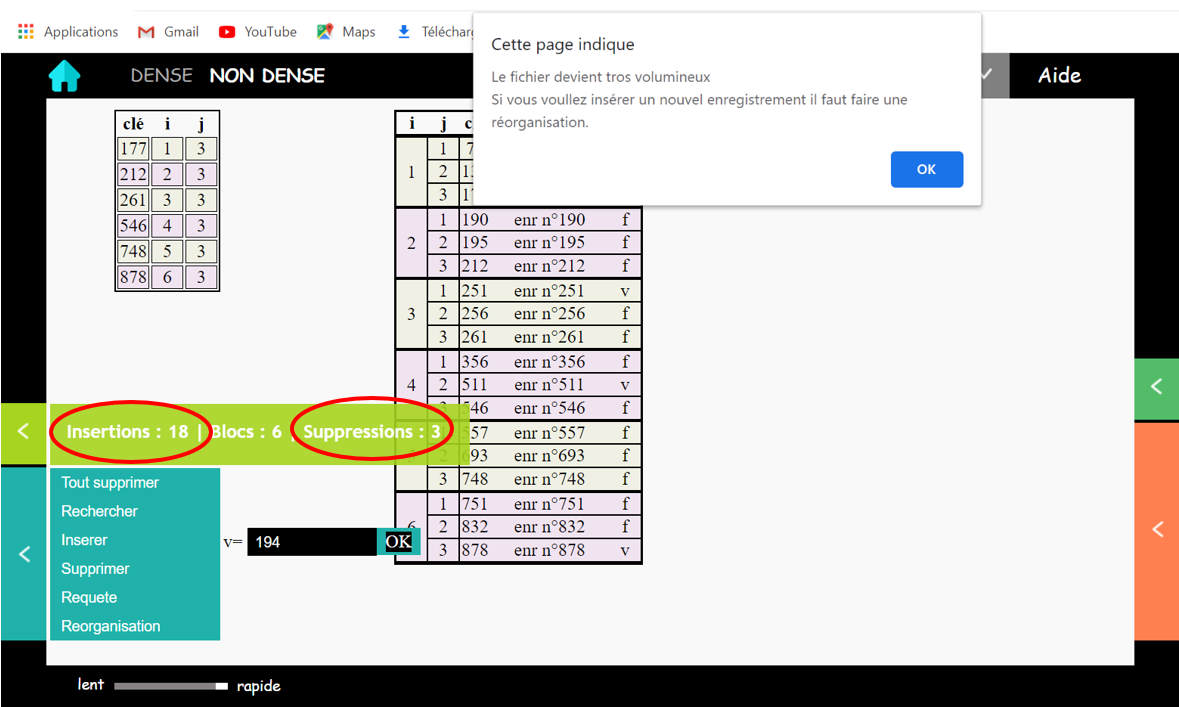 Applications Gmail YouTube Maps Télécharg
Cette page indique
Le fichier devient tros volumineux
Si vous voullez insérer un nouvel enregistrement il faut faire une
réorganisation.
OK
DENSE NON DENSE Aide
clé i j
177 1 3
212 2 3
261 3 3
546 4 3
748 5 3
878 6 3
i j c
1 1 7
2 1
3 1
2 1 190 enr n°190 f
2 195 enr n°195 f
3 212 enr n°212 f
3 1 251 enr n°251 v
2 256 enr n°256 f
3 261 enr n°261 f
4 1 356 enr n°356 f
2 511 enr n°511 v
3 546 enr n°546 f
557 enr n°557 f
2 693 enr n°693 f
3 748 enr n°748 f
6 1 751 enr n°751 f
2 832 enr n°832 f
3 878 enr n°878 v
Insertions : 18 | Blocs : 6 | Suppressions : 3
Tout supprimer
Rechercher
Inserer
Supprimer
Requete
Reorganisation
v= 194 OK
lent rapide